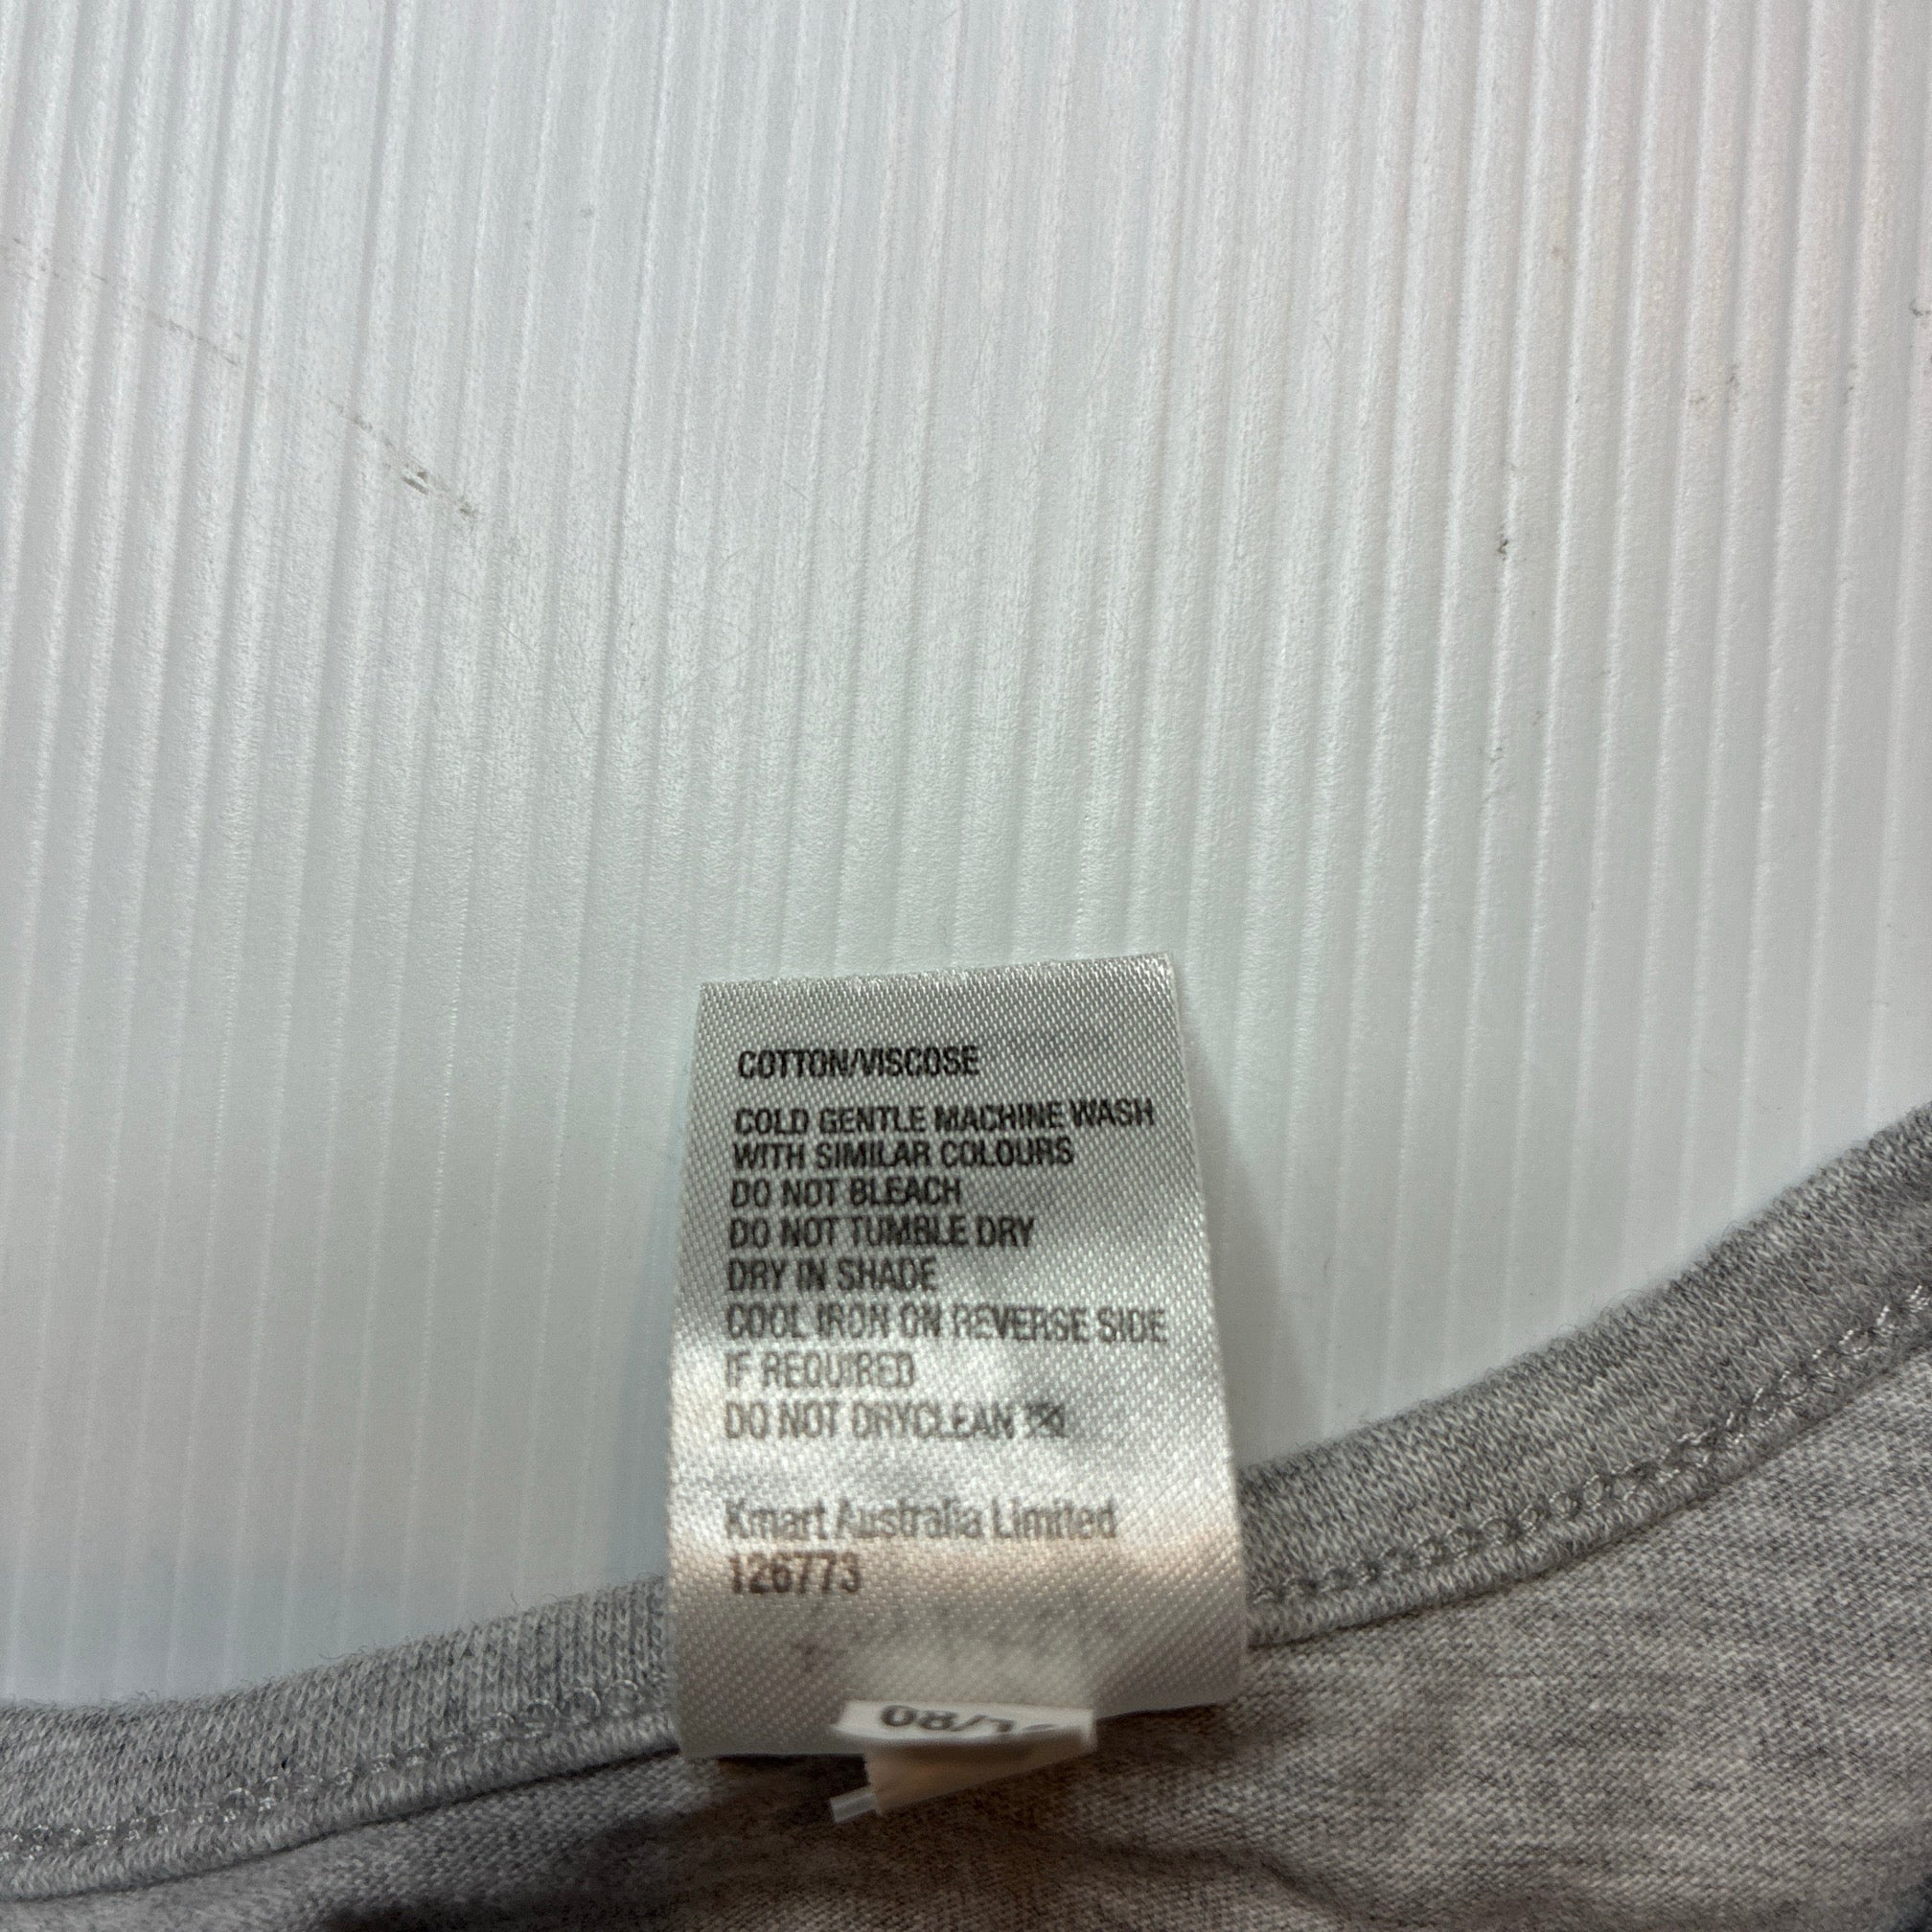 COTTON/VISCOSE
COLD GENTLE MACHINE WASH
WITH SIMILAR COLOURS
DO NOT BLEACH
DO NOT TUMBLE DRY
DRY IN SHADE
COOL IRON ON REVERSE SIDE
IF REQUIRED
DO NOT DRYCLEAN
Kmart Australia Limited
126773